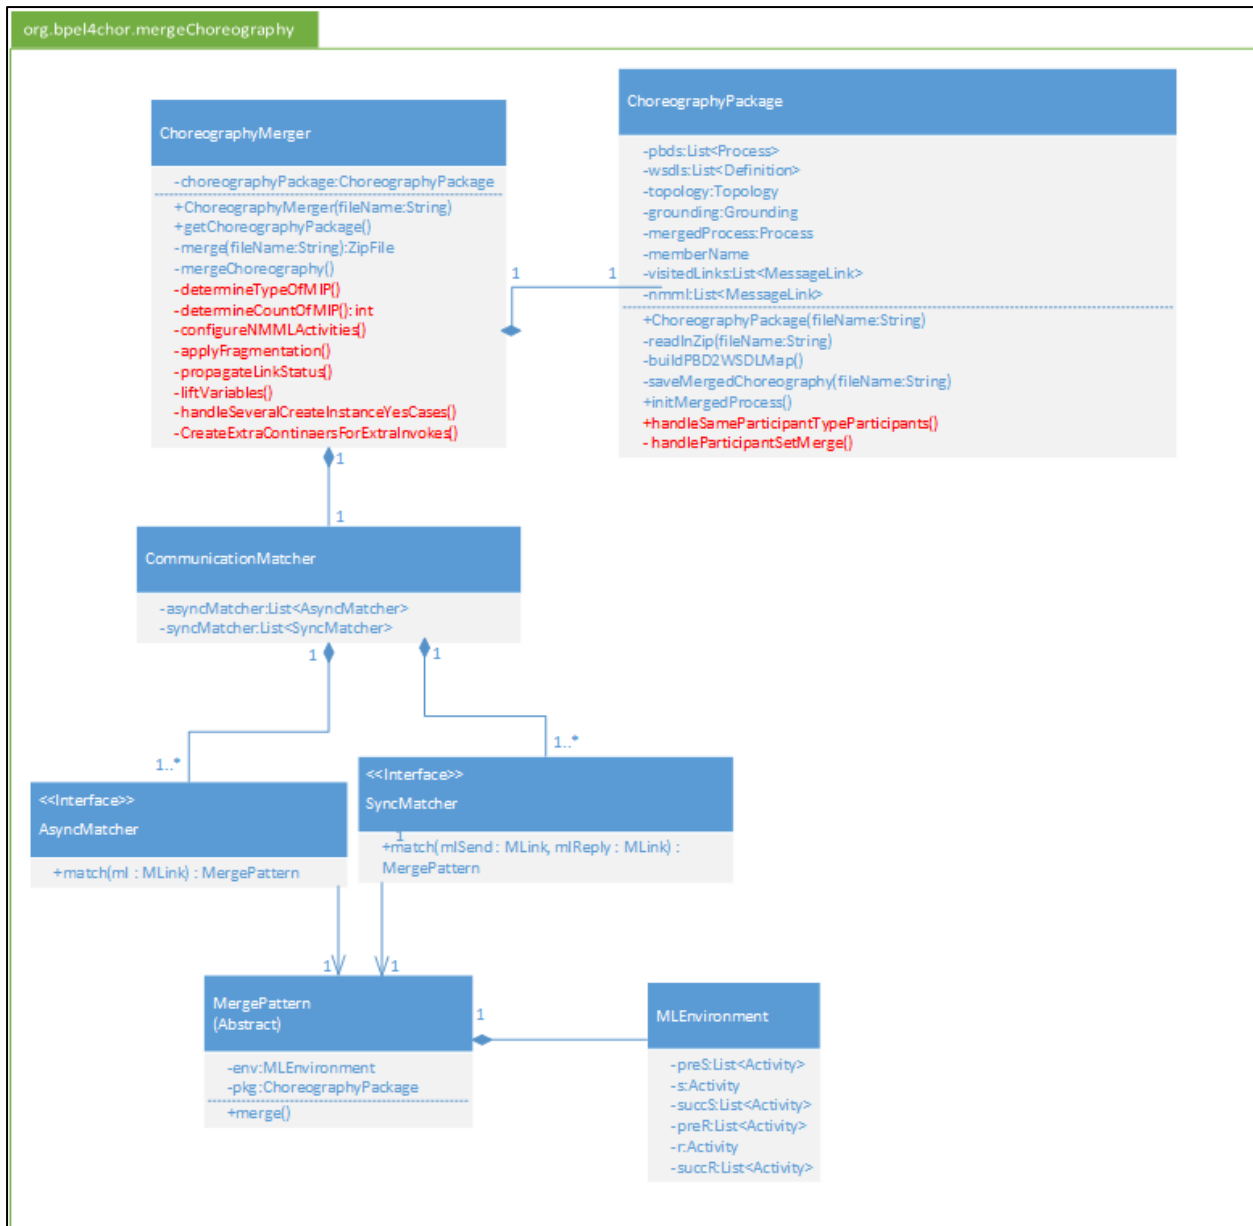 org.bpel4chor.mergeChoreography
ChoreographyMerger
-choreographyPackage:ChoreographyPackage
+ChoreographyMerger(fileName:String)
+getChoreographyPackage()
-merge(fileName:String):ZipFile
-mergeChoreography()
-determineTypeOfMIP()
-determineCountOfMIP(): int
-configureNMMLActivities()
-applyFragmentation()
-propagateLinkStatus()
-liftVariables()
-handleSeveralCreateInstanceYesCases()
-CreateExtraContinaersForExtraInvokes()
1
1
ChoreographyPackage
-pbds:List<Process>
-wsdls:List<Definition>
-topology:Topology
-grounding:Grounding
-mergedProcess:Process
-memberName
-visitedLinks:List<MessageLink>
-nmml:List<MessageLink>
+ChoreographyPackage(fileName:String)
-readInZip(fileName:String)
-buildPBD2WSDLMap()
-saveMergedChoreography(fileName:String)
+initMergedProcess()
+handleSameParticipantTypeParticipants()
- handleParticipantSetMerge()
1
1
CommunicationMatcher
-asyncMatcher:List<AsyncMatcher>
-syncMatcher:List<SyncMatcher>
1
1
1..*
1..*
<<Interface>>
AsyncMatcher
+match(ml : MLink) : MergePattern
<<Interface>>
SyncMatcher
1
+match(mlSend : MLink, mlReply : MLink) :
MergePattern
1
1
MergePattern
(Abstract)
-env:MLEnvironment
-pkg:ChoreographyPackage
+merge()
1
MLEnvironment
-preS:List<Activity>
-s:Activity
-succS:List<Activity>
-preR:List<Activity>
-r:Activity
-succR:List<Activity>